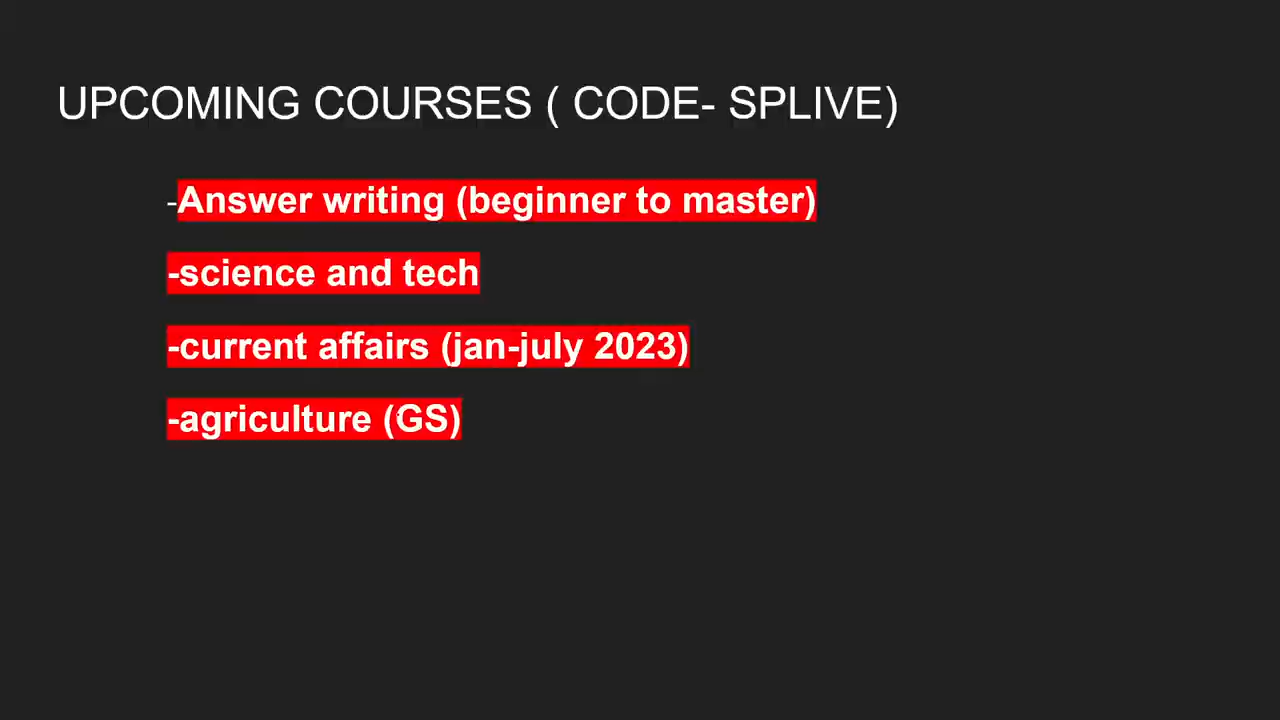 UPCOMING COURSES ( CODE- SPLIVE)
-Answer writing (beginner to master)
-science and tech
-current affairs (jan-july 2023)
-agriculture (GS)